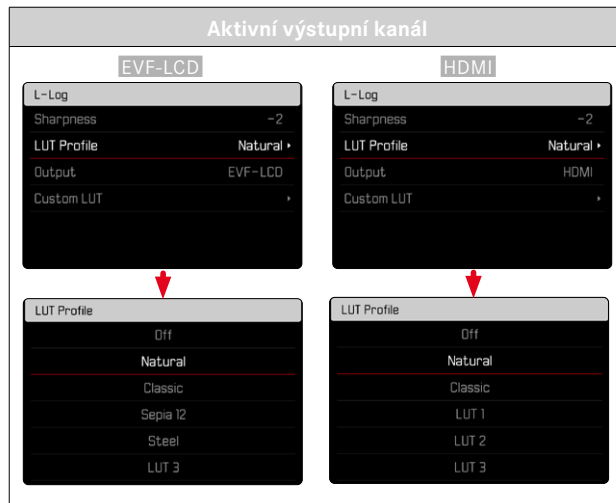 Aktivní výstupní kanál
EVF-LCD
L-Log
Sharpness -2
LUT Profile Natural ▸
Output EVF-LCD
Custom LUT ▸
LUT Profile
Off
Natural
Classic
Sepia 12
Steel
LUT 3
HDMI
L-Log
Sharpness -2
LUT Profile Natural ▸
Output HDMI
Custom LUT ▸
LUT Profile
Off
Natural
Classic
LUT 1
LUT 2
LUT 3